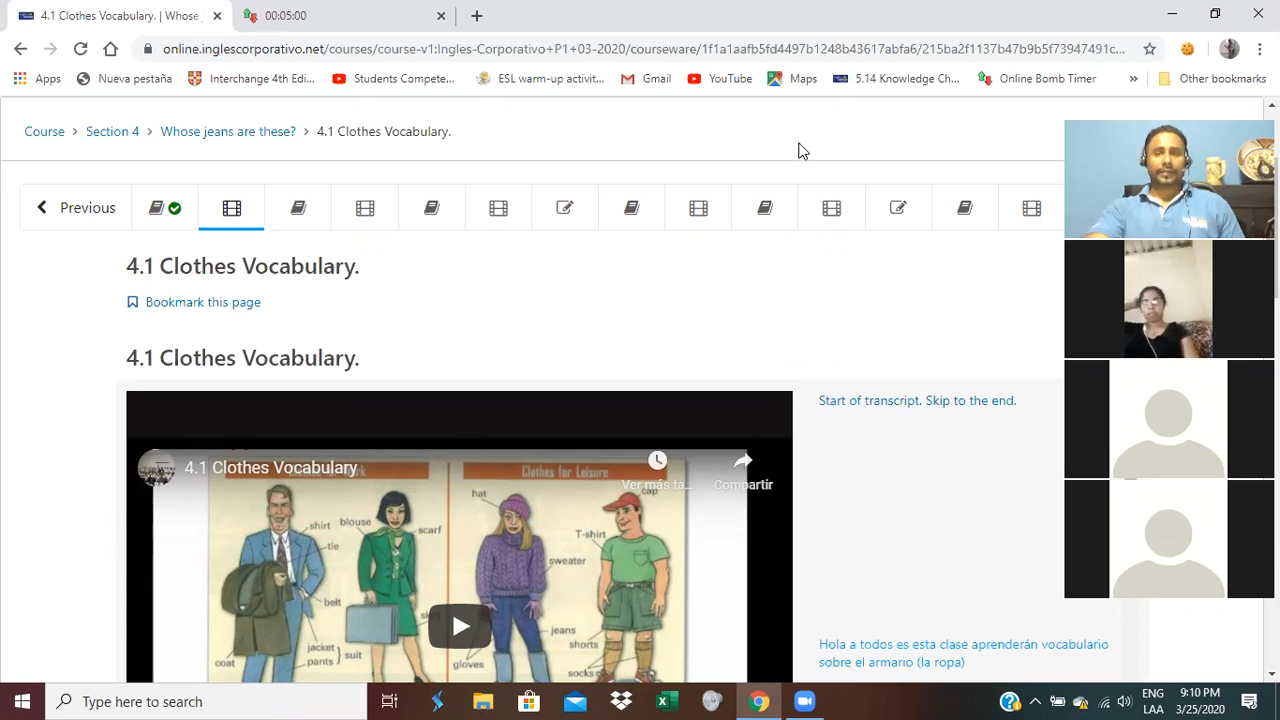 4.1 Clothes Vocabulary. | Whose
00:05:00
online.inglescorporativo.net/courses/course-v1:Ingles-Corporativo+P1+03-2020/courseware/1f1a1aafb5fd4497b1248b43617abfa6/215ba2f1137b47b9b5f73947491c...
Apps
Nueva pestaña
Interchange 4th Edi...
Students Compete...
ESL warm-up activit...
Gmail
YouTube
Maps
5.14 Knowledge Ch...
Online Bomb Timer
»
Other bookmarks
Course > Section 4 > Whose jeans are these? > 4.1 Clothes Vocabulary.
Previous
4.1 Clothes Vocabulary.
Bookmark this page
4.1 Clothes Vocabulary.
Start of transcript. Skip to the end.
4.1 Clothes Vocabulary
Ver más ta...
Compartir
Clothes for Leisure
hat
cap
shirt
blouse
scarf
tie
T-shirt
sweater
belt
jacket
pants
suit
coat
jeans
gloves
shorts
socks
Hola a todos es esta clase aprenderán vocabulario
sobre el armario (la ropa)
Type here to search
ENG
LAA
9:10 PM
3/25/2020